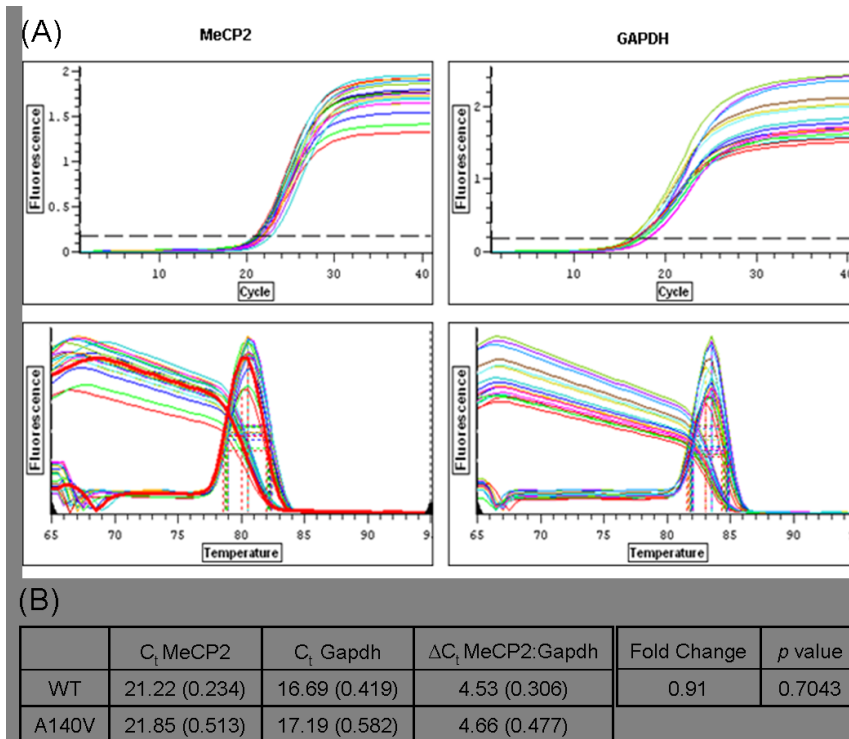 (A)
MeCP2
GAPDH
Fluorescence
2
1.5
1
0.5
0
10
20
30
40
Cycle
Fluorescence
2
1
0
10
20
30
40
Cycle
Fluorescence
65
70
75
80
85
90
9
Temperature
Fluorescence
65
70
75
80
85
90
Temperature
(B)
Ct MeCP2 Ct Gapdh ΔCt MeCP2:Gapdh Fold Change p value
WT 21.22 (0.234) 16.69 (0.419) 4.53 (0.306) 0.91 0.7043
A140V 21.85 (0.513) 17.19 (0.582) 4.66 (0.477)